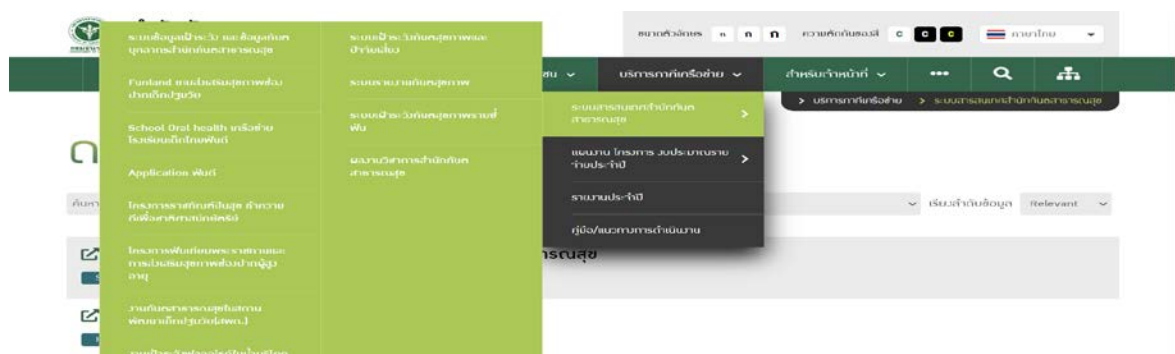 ขนาดตัวอักษร ก ก ก ความตัดกันของสี C C C ภาษาไทย
บริการภาคีเครือข่าย
สำหรับเจ้าหน้าที่
> บริการภาคีเครือข่าย > ระบบสารสนเทศสำนักทันตสาธารณสุข
ระบบข้อมูลเฝ้าระวัง และข้อมูลทันต
บุคลากรสำนักทันตสาธารณสุข
Funland งานส่งเสริมสุขภาพช่อง
ปากเด็กปฐมวัย
School Oral health เครือข่าย
โรงเรียนเด็กไทยฟันดี
Application ฟันดี
โครงการราชทัณฑ์ปันสุข ทำความ
ดีเพื่อชาติศาสน์กษัตริย์
โครงการฟันเทียมพระราชทานและ
การส่งเสริมสุขภาพช่องปากผู้สูง
อายุ
งานทันตสาธารณสุขในสถาน
พัฒนาเด็กปฐมวัย(สพด.)
ระบบเฝ้าระวังทันตสุขภาพและ
ปัจจัยเสี่ยง
ระบบรายงานทันตสุขภาพ
ระบบเฝ้าระวังทันตสุขภาพรายซี่
ฟัน
ผลงานวิชาการสำนักทันต
สาธารณสุข
ระบบสารสนเทศสำนักทันต
สาธารณสุข
แผนงาน โครงการ งบประมาณราย
จ่ายประจำปี
รายงานประจำปี
คู่มือ/แนวทางการดำเนินงาน
เรียงลำดับข้อมูล Relevant